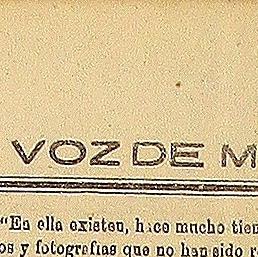 VOZ DE M
“En ella existen, hace mucho tiem
os y fotografías que no han sido r